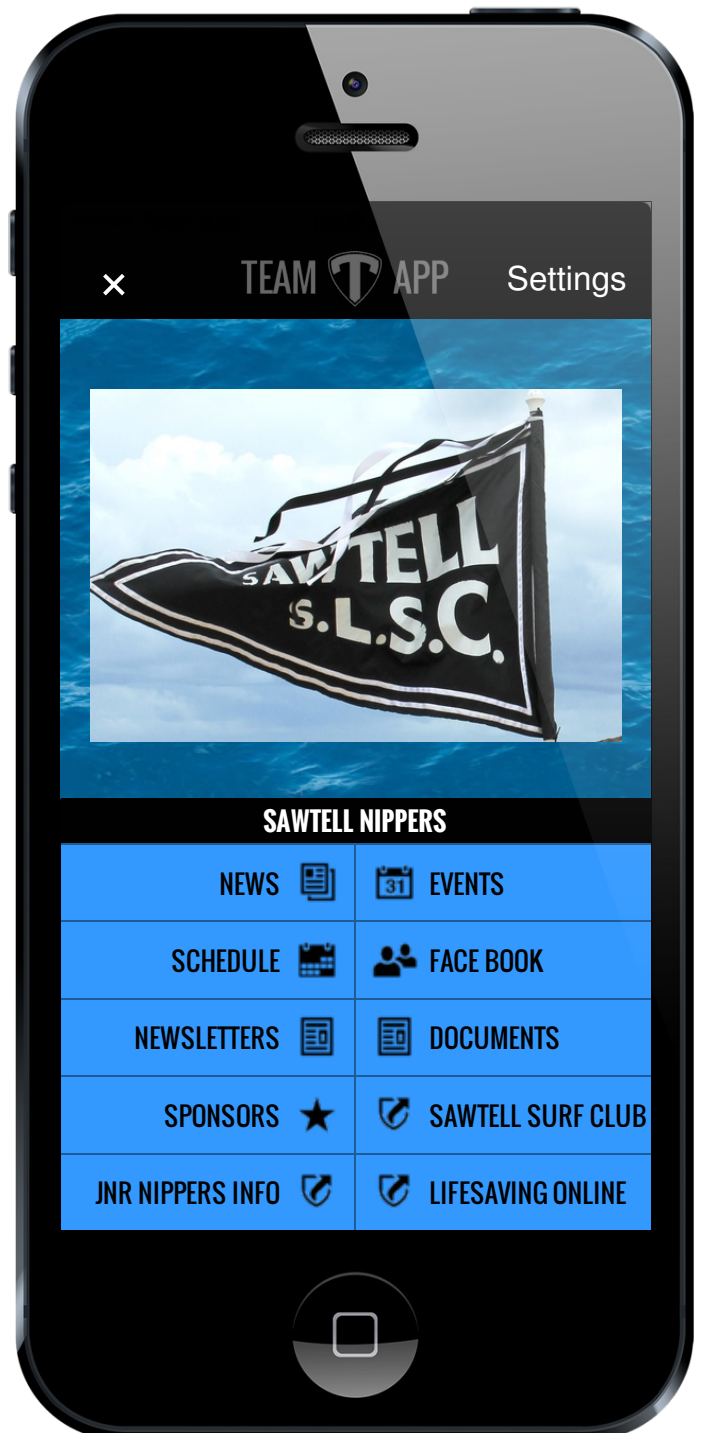 × TEAM T APP Settings
SAWTELL
S.L.S.C.
SAWTELL NIPPERS
NEWS 31 EVENTS
SCHEDULE FACE BOOK
NEWSLETTERS DOCUMENTS
SPONSORS SAWTELL SURF CLUB
JNR NIPPERS INFO LIFESAVING ONLINE